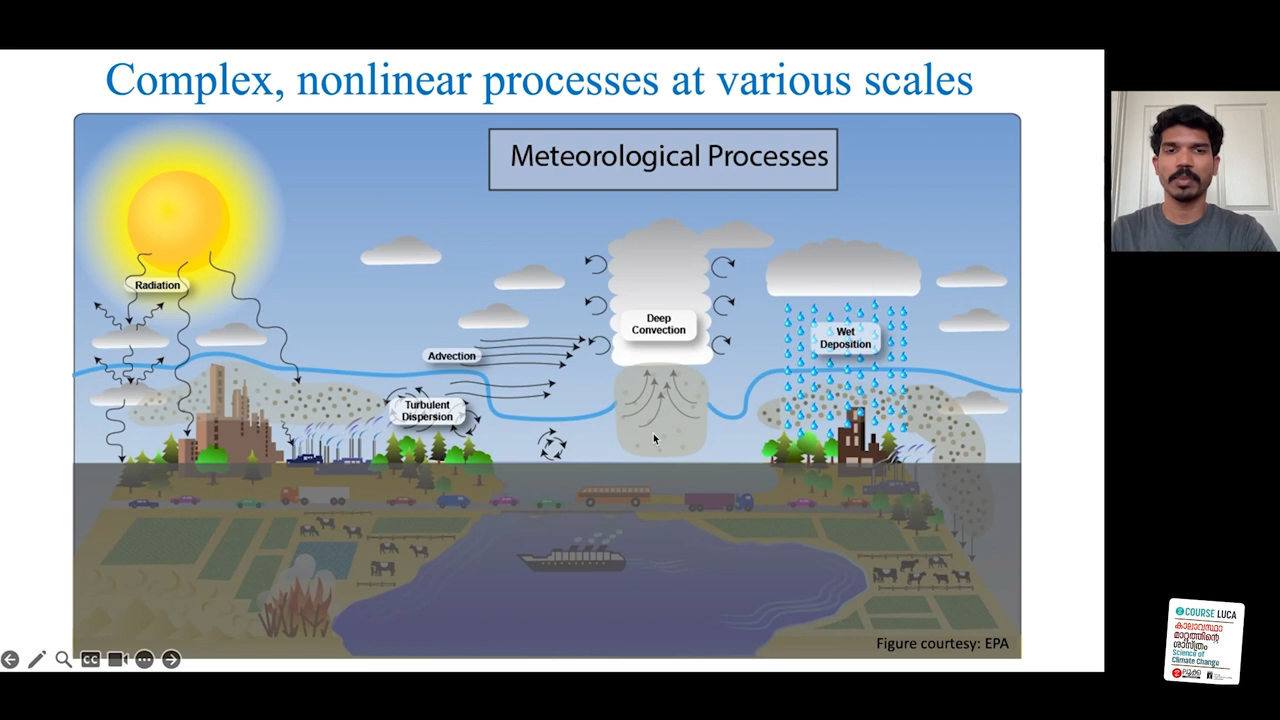 Complex, nonlinear processes at various scales
Meteorological Processes
Radiation
Deep
Convection
Wet
Deposition
Advection
Turbulent
Dispersion
Figure courtesy: EPA
CC
COURSE LUCA
കാലാവസ്ഥാ
മാറ്റത്തിന്റെ
ശാസ്ത്രം
Science of
Climate Change
ലൂക്ക